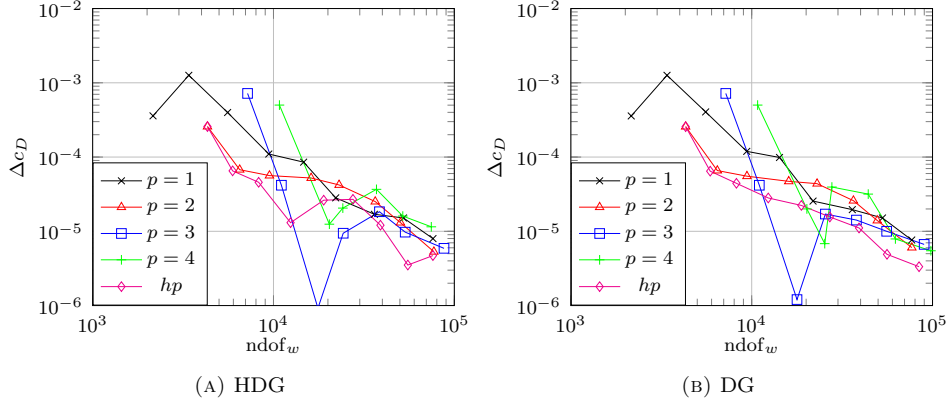 10^{-2}
10^{-3}
10^{-4}
10^{-5}
10^{-6}
Δc_D
p = 1
p = 2
p = 3
p = 4
hp
10^3
10^4
10^5
ndof_w
(A) HDG
10^{-2}
10^{-3}
10^{-4}
10^{-5}
10^{-6}
Δc_D
p = 1
p = 2
p = 3
p = 4
hp
10^3
10^4
10^5
ndof_w
(B) DG